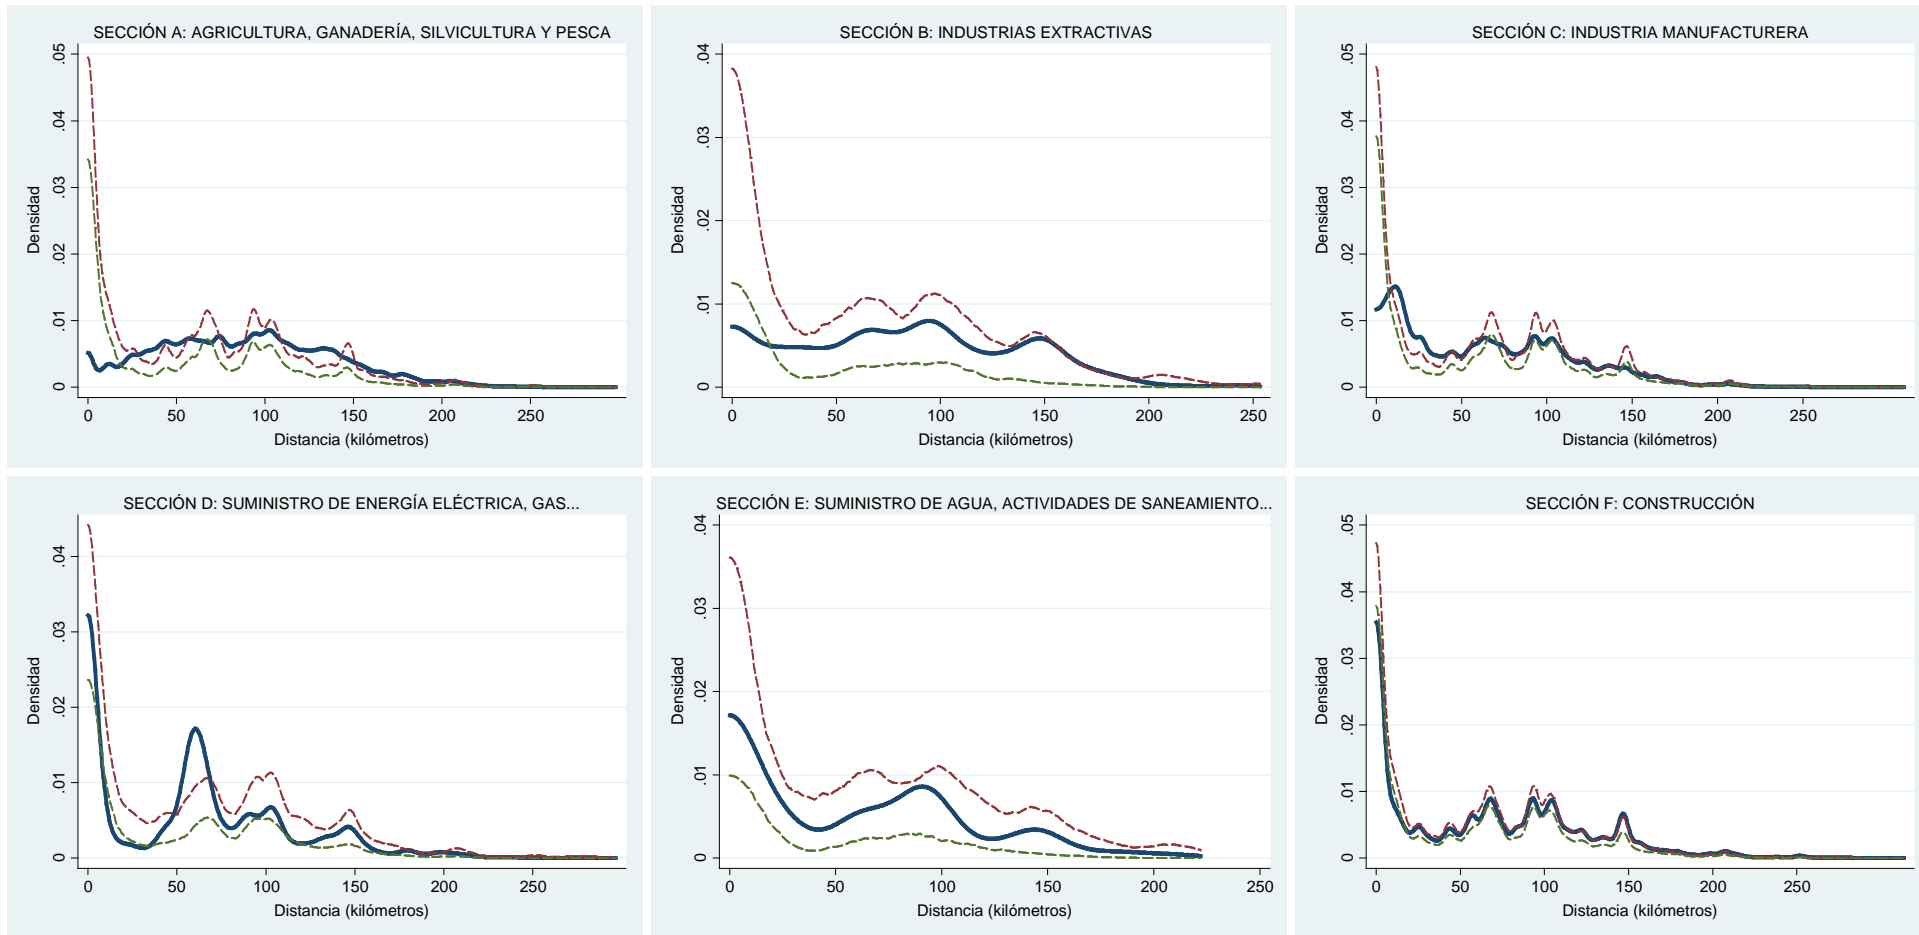 SECCIÓN A: AGRICULTURA, GANADERÍA, SILVICULTURA Y PESCA
Densidad
.05
.04
.03
.02
.01
0
0 50 100 150 200 250
Distancia (kilómetros)
SECCIÓN B: INDUSTRIAS EXTRACTIVAS
Densidad
.04
.03
.02
.01
0
0 50 100 150 200 250
Distancia (kilómetros)
SECCIÓN C: INDUSTRIA MANUFACTURERA
Densidad
.05
.04
.03
.02
.01
0
0 50 100 150 200 250
Distancia (kilómetros)
SECCIÓN D: SUMINISTRO DE ENERGÍA ELÉCTRICA, GAS...
Densidad
.04
.03
.02
.01
0
0 50 100 150 200 250
Distancia (kilómetros)
SECCIÓN E: SUMINISTRO DE AGUA, ACTIVIDADES DE SANEAMIENTO...
Densidad
.04
.03
.02
.01
0
0 50 100 150 200 250
Distancia (kilómetros)
SECCIÓN F: CONSTRUCCIÓN
Densidad
.05
.04
.03
.02
.01
0
0 50 100 150 200 250
Distancia (kilómetros)